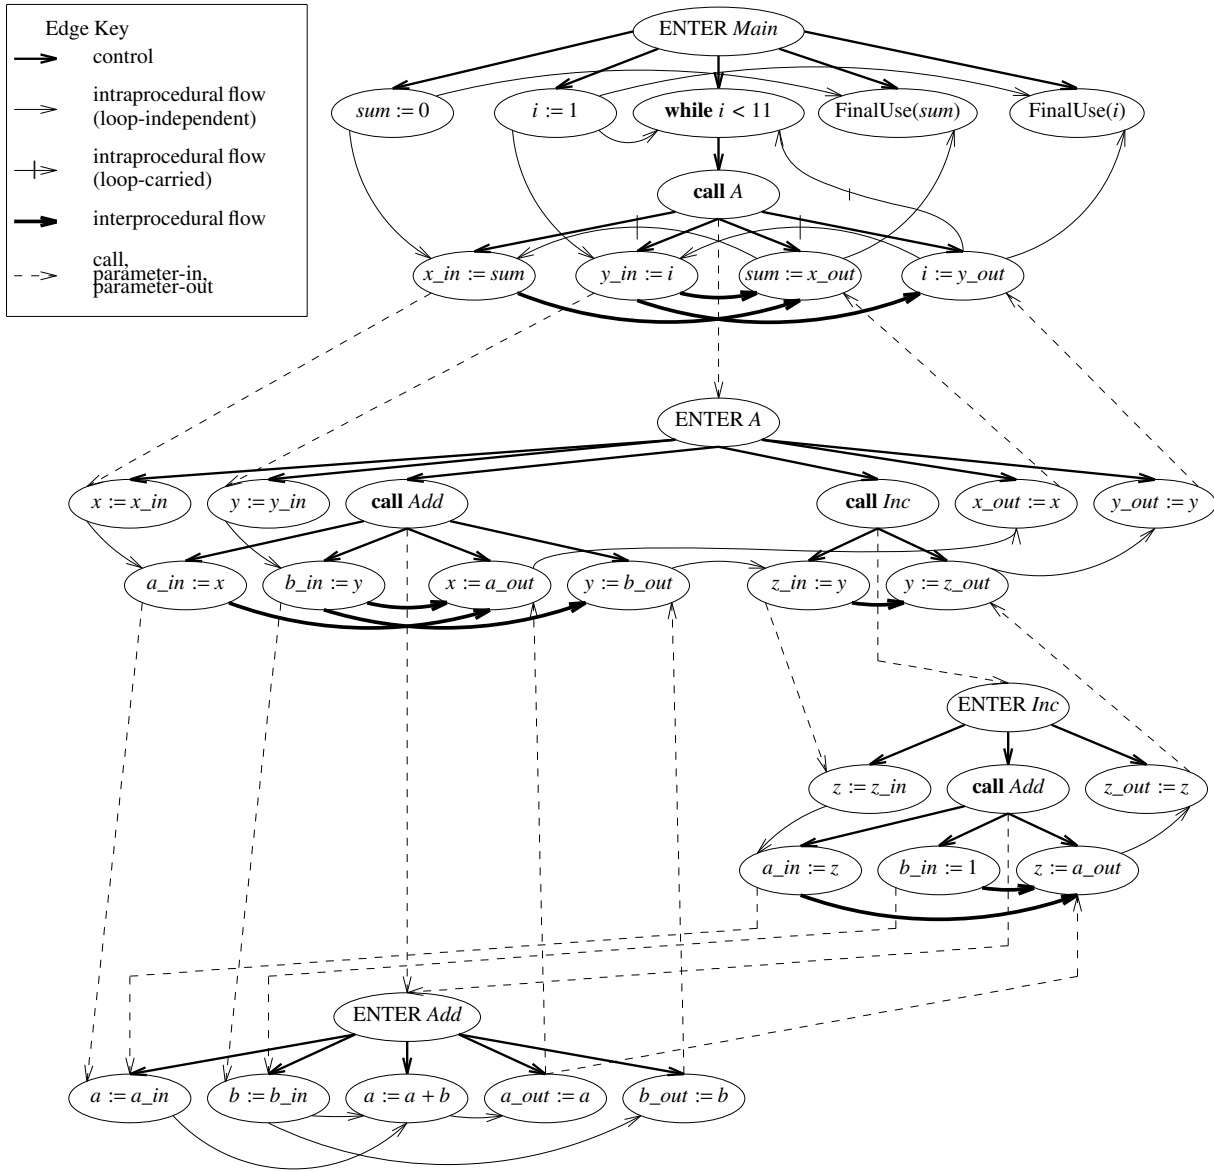 Edge Key
control
intraprocedural flow
(loop-independent)
intraprocedural flow
(loop-carried)
interprocedural flow
call,
parameter-in,
parameter-out
ENTER Main
sum := 0
i := 1
while i < 11
FinalUse(sum)
FinalUse(i)
call A
x_in := sum
y_in := i
sum := x_out
i := y_out
ENTER A
x := x_in
y := y_in
call Add
call Inc
x_out := x
y_out := y
a_in := x
b_in := y
x := a_out
y := b_out
z_in := y
y := z_out
ENTER Inc
z := z_in
call Add
z_out := z
a_in := z
b_in := 1
z := a_out
ENTER Add
a := a_in
b := b_in
a := a + b
a_out := a
b_out := b